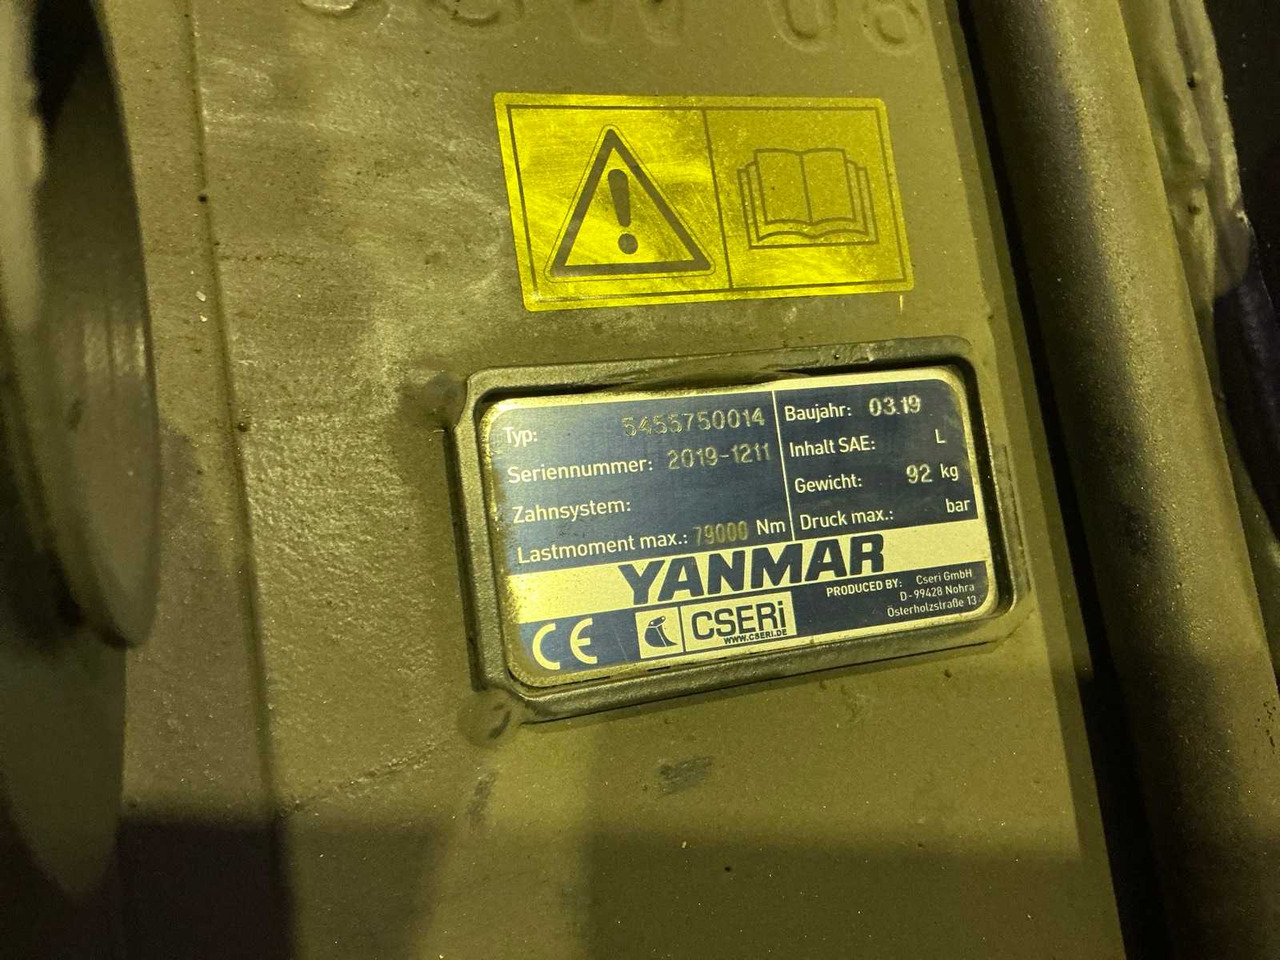 Typ: 5455750014
Seriennummer: 2019-1211
Zahnsystem:
Lastmoment max.: 79000 Nm
Baujahr: 03.19
Inhalt SAE: L
Gewicht: 92 kg
Druck max.: bar
YANMAR
CE
CSERi
WWW.CSERI.DE
PRODUCED BY: Cseri GmbH
D-99428 Nohra
Österholzstraße 13